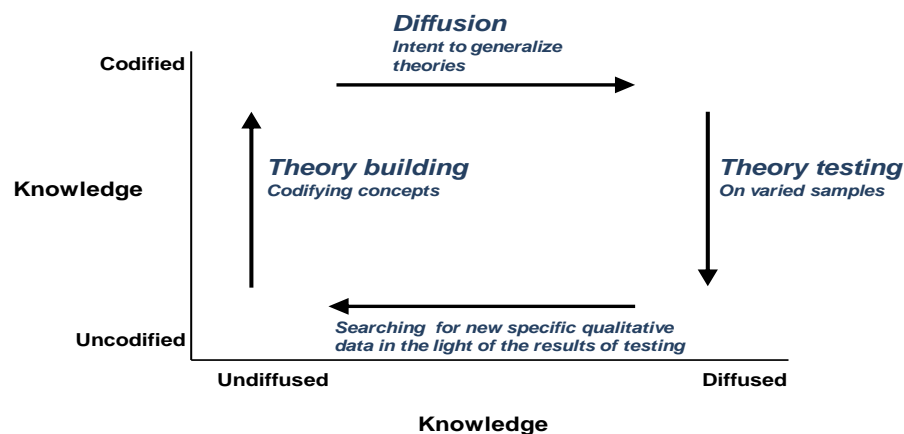 Diffusion
Intent to generalize
theories
Codified
Theory building
Codifying concepts
Theory testing
On varied samples
Knowledge
Uncodified
Searching for new specific qualitative
data in the light of the results of testing
Undiffused
Diffused
Knowledge